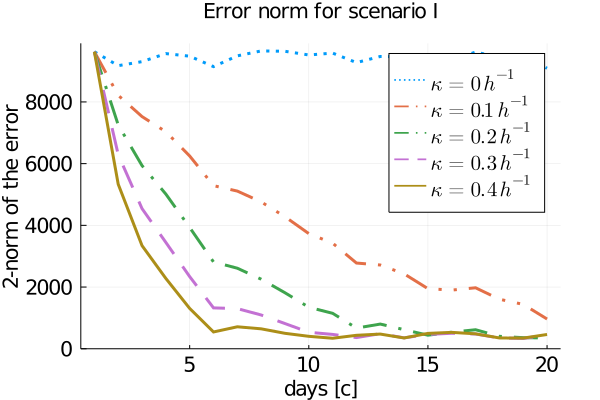 Error norm for scenario I
2-norm of the error
8000
6000
4000
2000
0
κ = 0 h⁻¹
κ = 0.1 h⁻¹
κ = 0.2 h⁻¹
κ = 0.3 h⁻¹
κ = 0.4 h⁻¹
5
10
15
20
days [c]